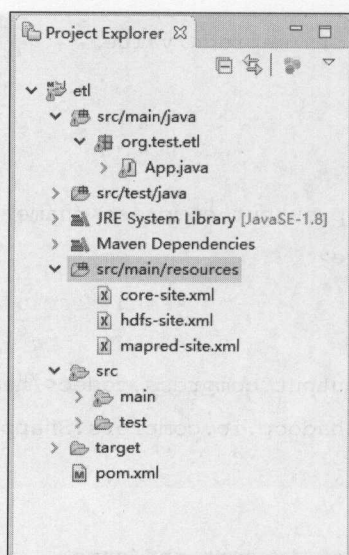 Project Explorer
etl
src/main/java
org.test.etl
App.java
src/test/java
JRE System Library [JavaSE-1.8]
Maven Dependencies
src/main/resources
core-site.xml
hdfs-site.xml
mapred-site.xml
src
main
test
target
pom.xml